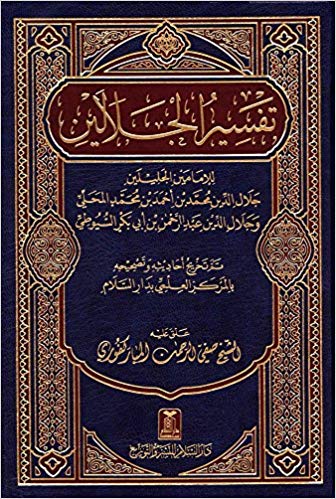 تفسير الجلالين
للإمامين الجليلين
جلال الدين محمد بن أحمد بن محمد المحلي
وجلال الدين عبد الرحمن بن أبي بكر السيوطي
تم تخريج أحاديثه وتصحيحه
بالمركز العلمي بدار السلام
علق عليه
الشيخ صفي الرحمن المباركفوري
دار السلام للنشر والتوزيع